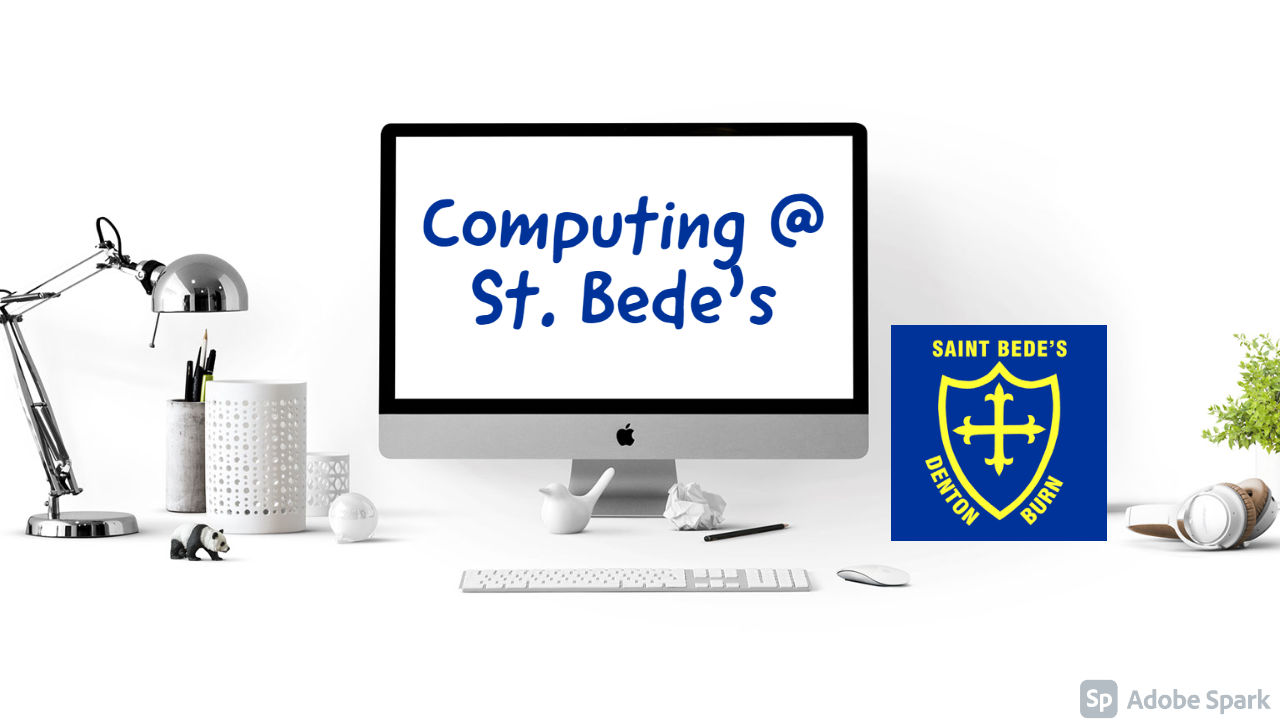 Computing @
St. Bede's
SAINT BEDE'S
DENTON
BURN
Sp Adobe Spark